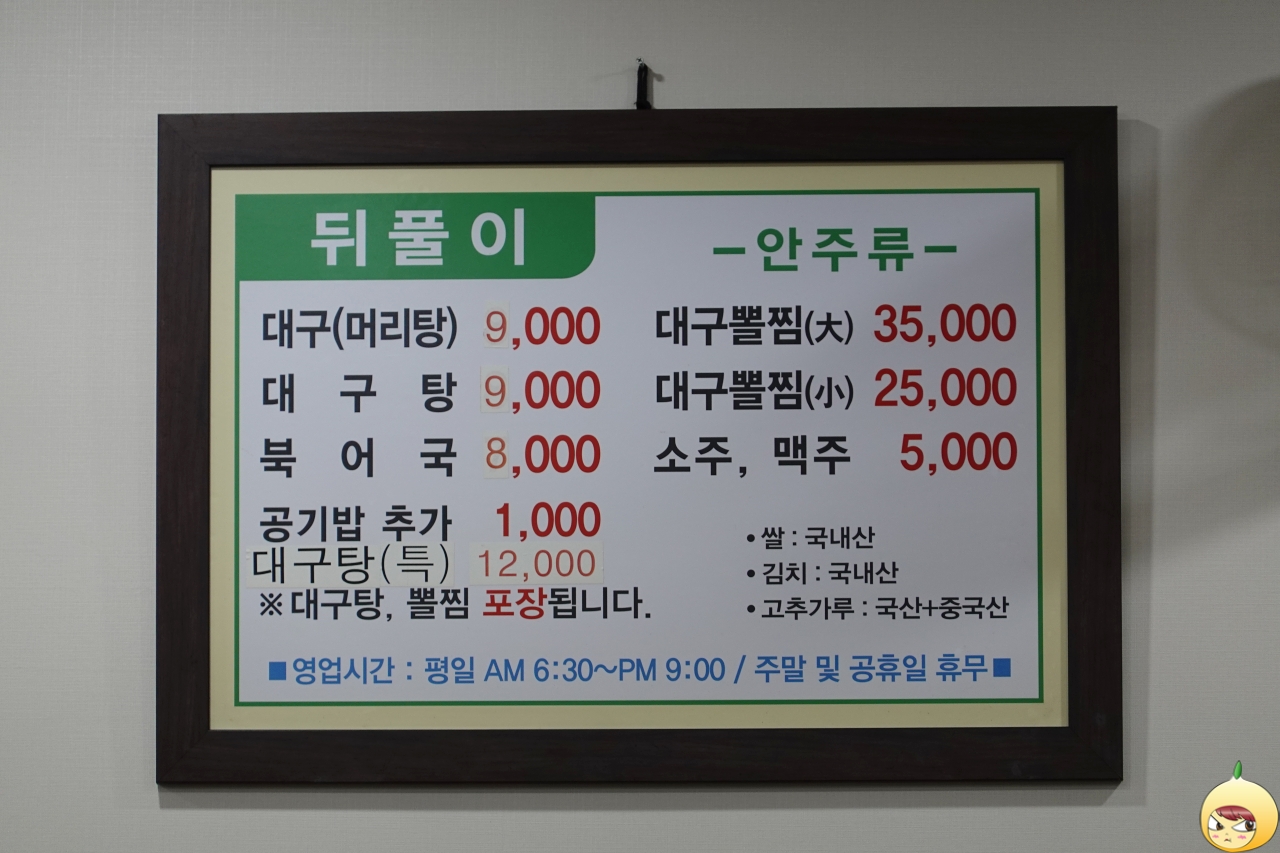 뒤풀이
대구(머리탕) 9,000
대구탕 9,000
북어국 8,000
공기밥 추가 1,000
대구탕(특) 12,000
※대구탕, 뽈찜 포장됩니다.
-안주류-
대구뽈찜(大) 35,000
대구뽈찜(小) 25,000
소주, 맥주 5,000
•쌀 : 국내산
•김치 : 국내산
•고추가루 : 국산+중국산
■영업시간 : 평일 AM 6:30~PM 9:00 / 주말 및 공휴일 휴무■